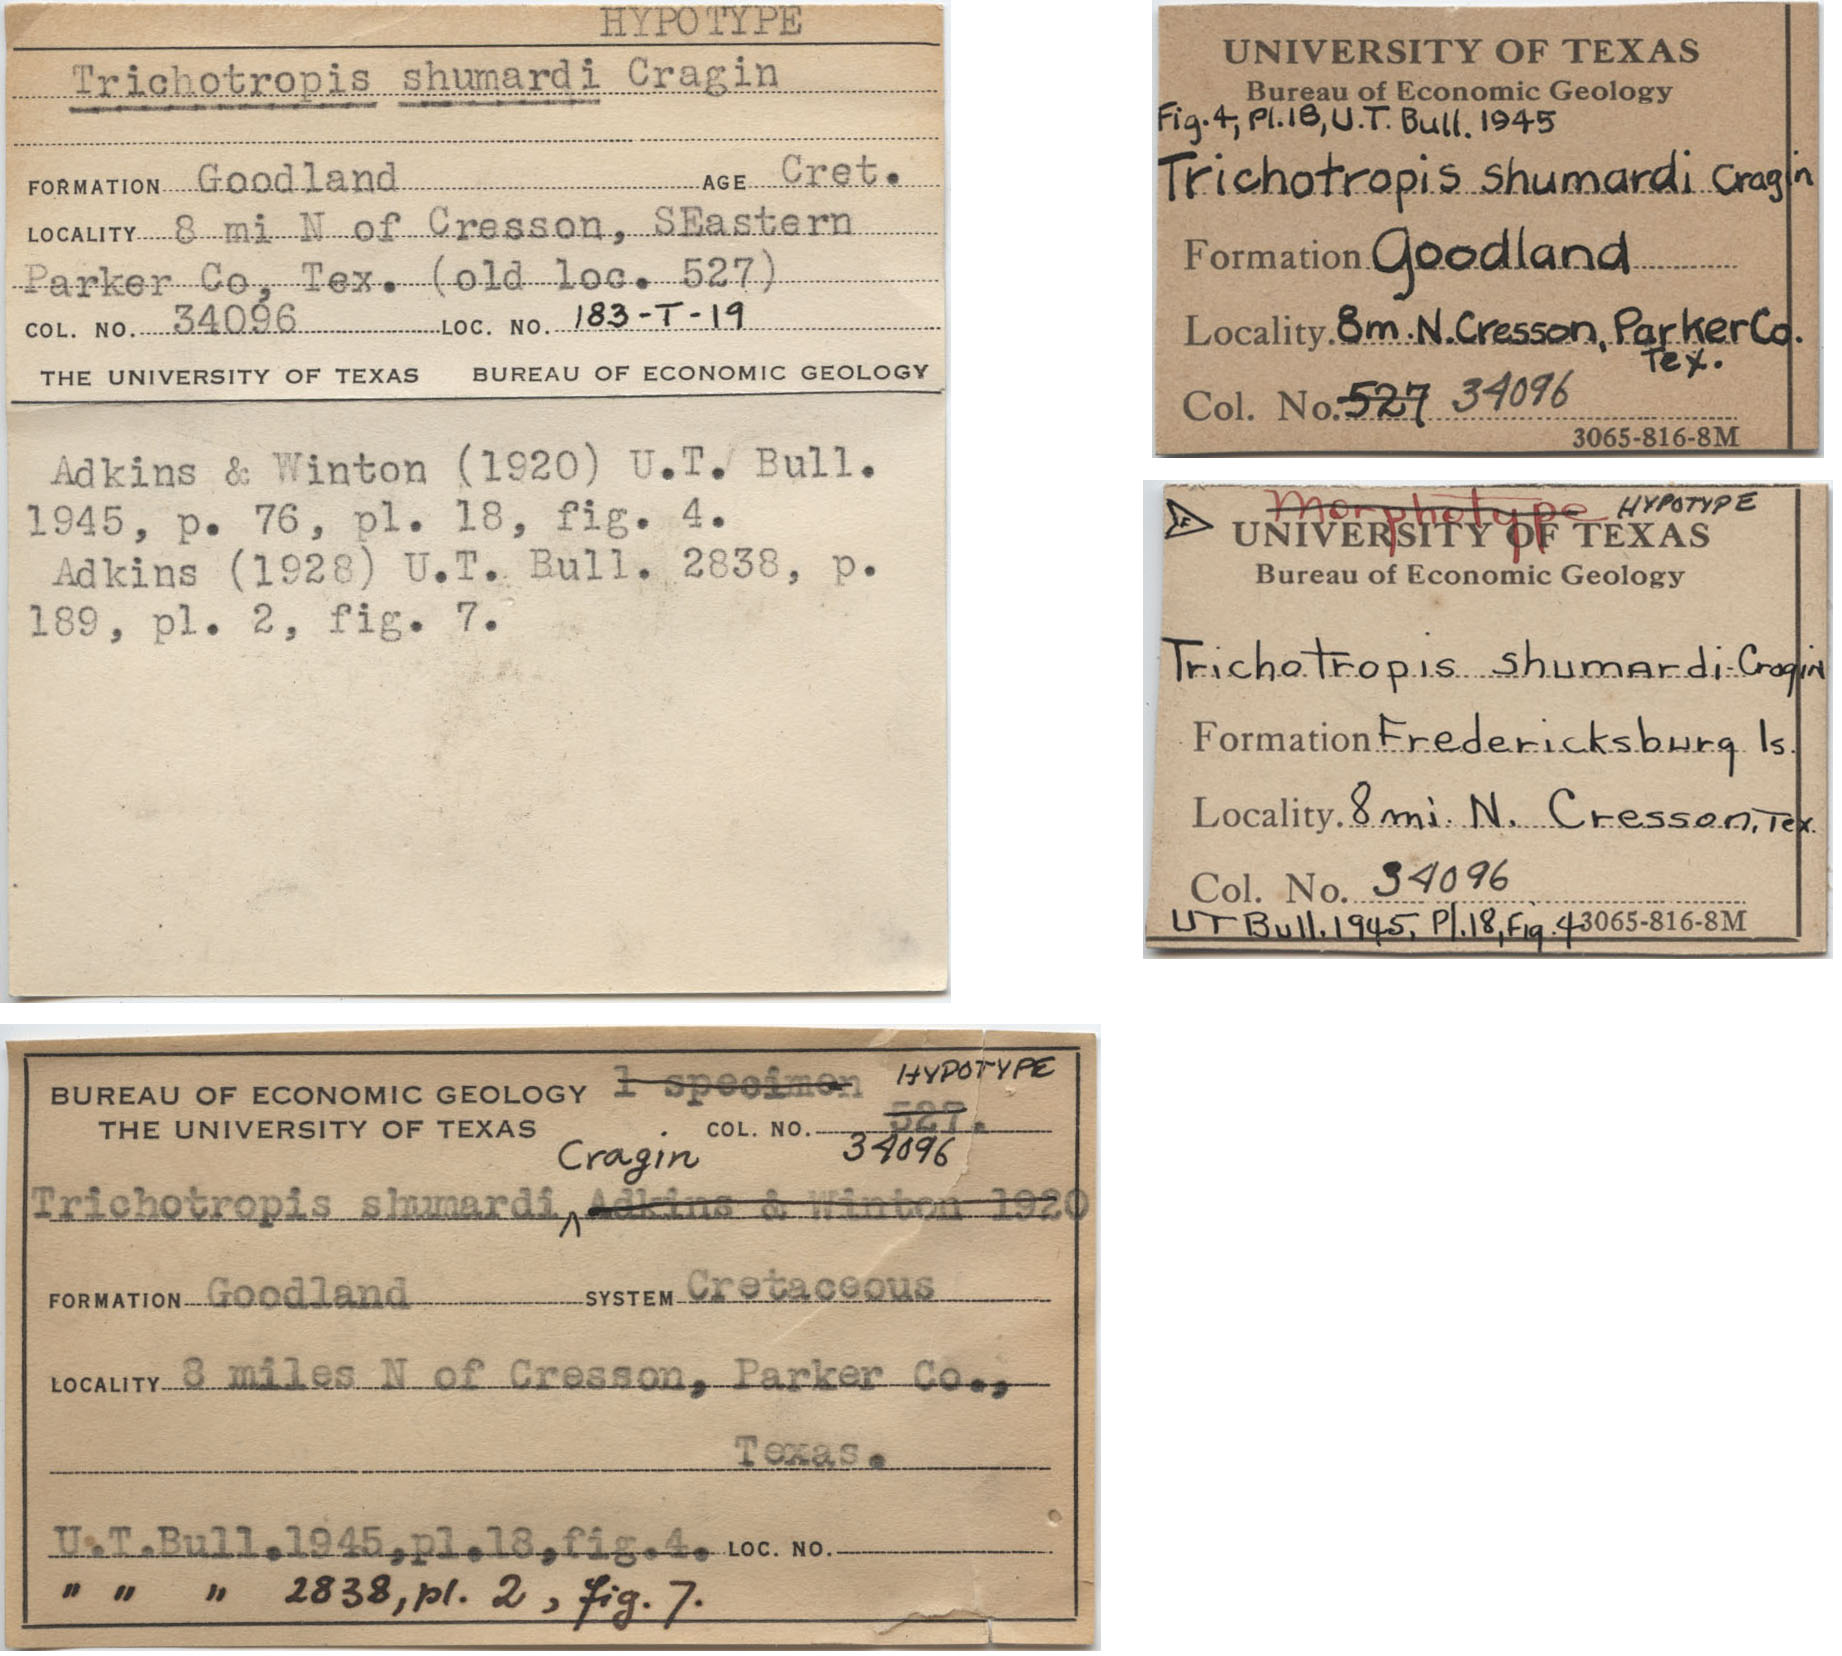 HYPOTYPE
Trichotropis shumardi Cragin
FORMATION Goodland AGE Cret.
LOCALITY 8 mi N of Cresson, SEastern
Parker Co, Tex. (old loc. 527)
COL. NO. 34096 LOC. NO. 183-T-19
THE UNIVERSITY OF TEXAS BUREAU OF ECONOMIC GEOLOGY
Adkins & Winton (1920) U.T. Bull.
1945, p. 76, pl. 18, fig. 4.
Adkins (1928) U.T. Bull. 2838, p.
189, pl. 2, fig. 7.
UNIVERSITY OF TEXAS
Bureau of Economic Geology
Fig. 4, Pl. 18, U.T. Bull. 1945
Trichotropis shumardi Cragin
Formation Goodland
Locality. 8m. N. Cresson, Parker Co.
Tex.
Col. No. 527 34096
3065-816-8M
Morphotype HYPOTYPE
UNIVERSITY OF TEXAS
Bureau of Economic Geology
Trichotropis shumardi-Cragin
Formation Fredericksburg ls.
Locality. 8 mi. N. Cresson, Tex.
Col. No. 34096
UT Bull. 1945, Pl. 18, Fig. 4 3065-816-8M
BUREAU OF ECONOMIC GEOLOGY 1 specimen HYPOTYPE
THE UNIVERSITY OF TEXAS COL. NO. 527.
Cragin 34096
Trichotropis shumardi ^ Adkins & Winton 1920
FORMATION Goodland SYSTEM Cretaceous
LOCALITY 8 miles N of Cresson, Parker Co.,
Texas.
U.T.Bull.1945,pl.18,fig.4. LOC. NO.
" " " 2838, pl. 2, fig. 7.